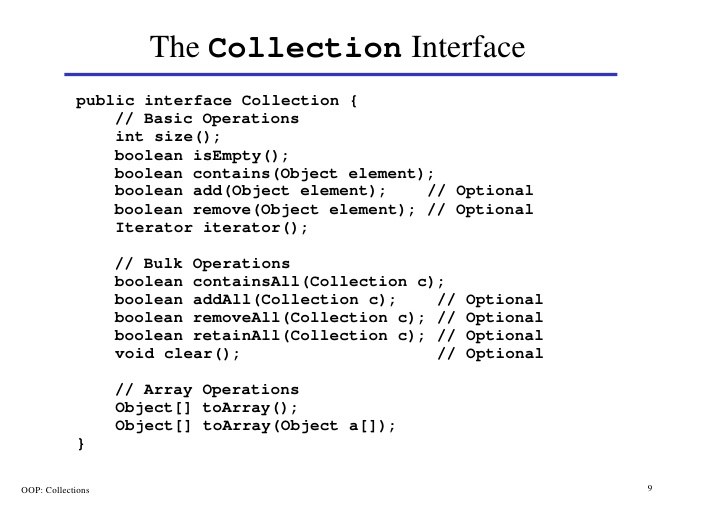 The Collection Interface
public interface Collection {
    // Basic Operations
    int size();
    boolean isEmpty();
    boolean contains(Object element);
    boolean add(Object element);    // Optional
    boolean remove(Object element); // Optional
    Iterator iterator();

    // Bulk Operations
    boolean containsAll(Collection c);
    boolean addAll(Collection c);    // Optional
    boolean removeAll(Collection c); // Optional
    boolean retainAll(Collection c); // Optional
    void clear();                    // Optional

    // Array Operations
    Object[] toArray();
    Object[] toArray(Object a[]);
}
OOP: Collections
9